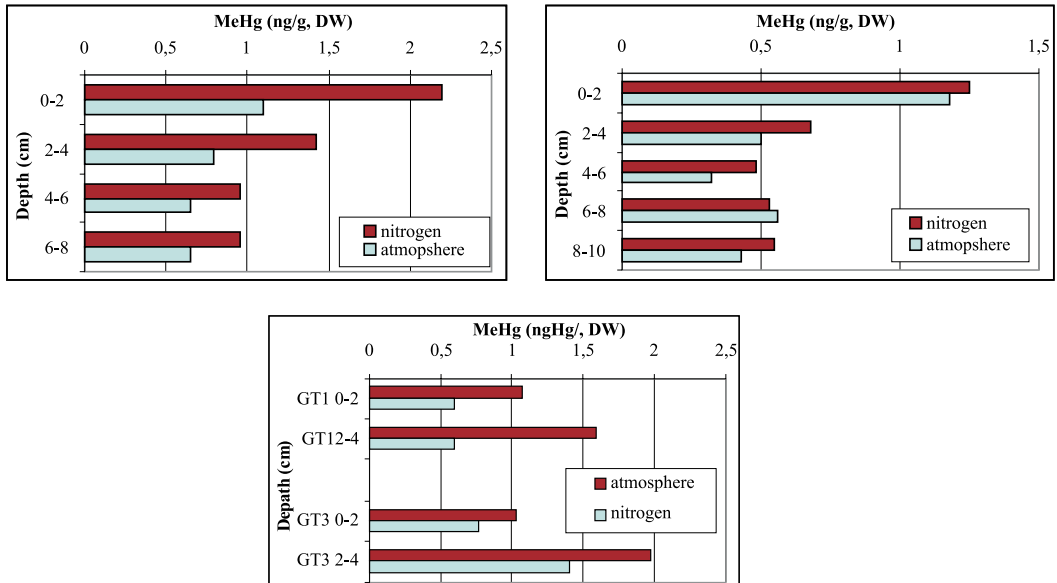 MeHg (ng/g, DW)
0 0,5 1 1,5 2 2,5
Depth (cm)
0-2
2-4
4-6
6-8
nitrogen
atmopshere
MeHg (ng/g, DW)
0 0,5 1 1,5
Depth (cm)
0-2
2-4
4-6
6-8
8-10
nitrogen
atmopshere
MeHg (ngHg/, DW)
0 0,5 1 1,5 2 2,5
Depath (cm)
GT1 0-2
GT12-4
GT3 0-2
GT3 2-4
atmosphere
nitrogen